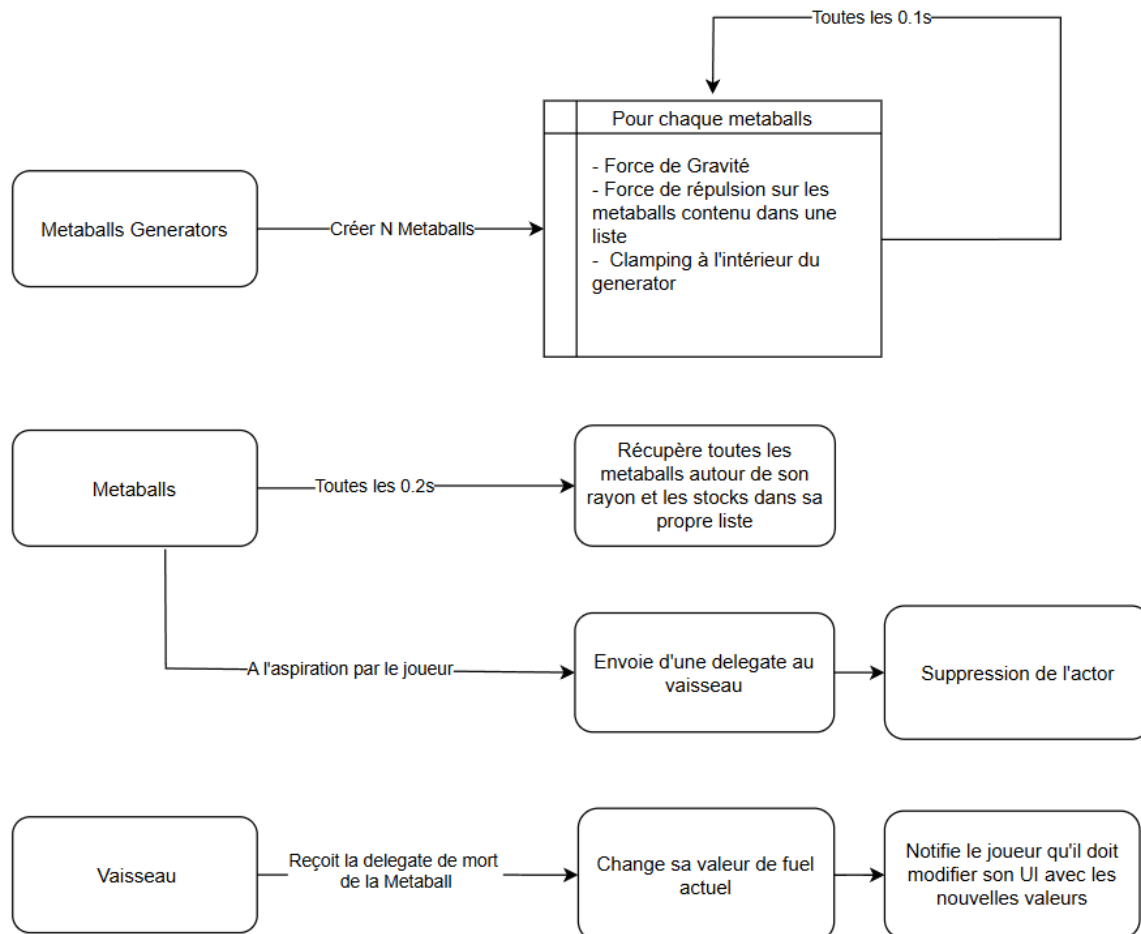 Toutes les 0.1s
Pour chaque metaballs
- Force de Gravité
- Force de répulsion sur les
metaballs contenu dans une
liste
-  Clamping à l'intérieur du
generator
Metaballs Generators
Créer N Metaballs
Metaballs
Toutes les 0.2s
Récupère toutes les
metaballs autour de son
rayon et les stocks dans sa
propre liste
A l'aspiration par le joueur
Envoie d'une delegate au
vaisseau
Suppression de l'actor
Vaisseau
Reçoit la delegate de mort
de la Metaball
Change sa valeur de fuel
actuel
Notifie le joueur qu'il doit
modifier son UI avec les
nouvelles valeurs